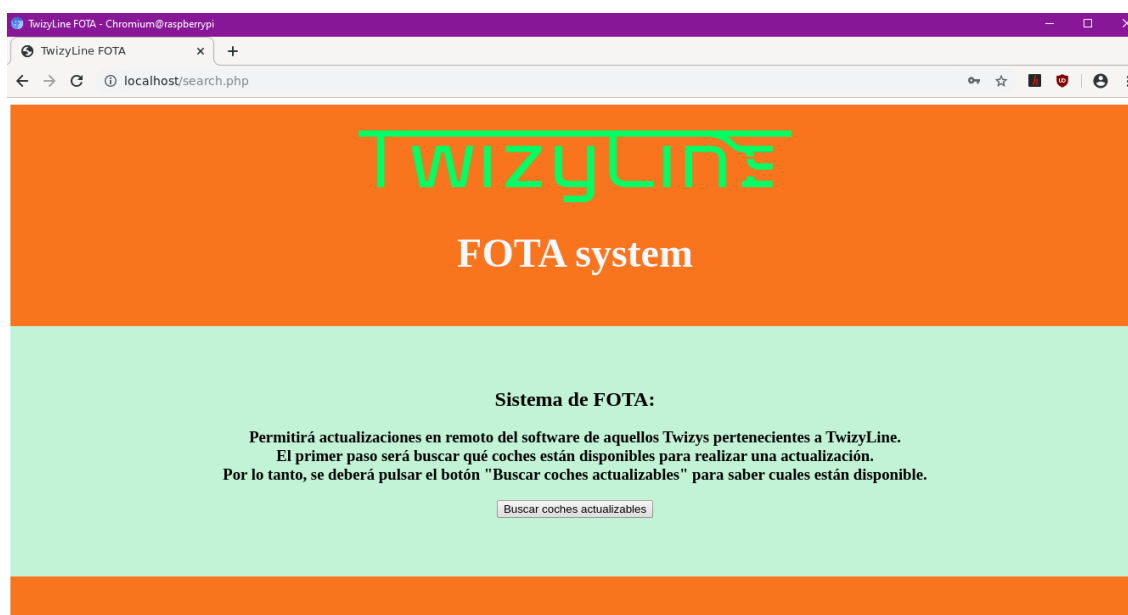 TwizyLine FOTA - Chromium@raspberrypi
TwizyLine FOTA
localhost/search.php
TwizyLine
FOTA system
Sistema de FOTA:
Permitirá actualizaciones en remoto del software de aquellos Twizys pertenecientes a TwizyLine.
El primer paso será buscar qué coches están disponibles para realizar una actualización.
Por lo tanto, se deberá pulsar el botón "Buscar coches actualizables" para saber cuales están disponible.
Buscar coches actualizables